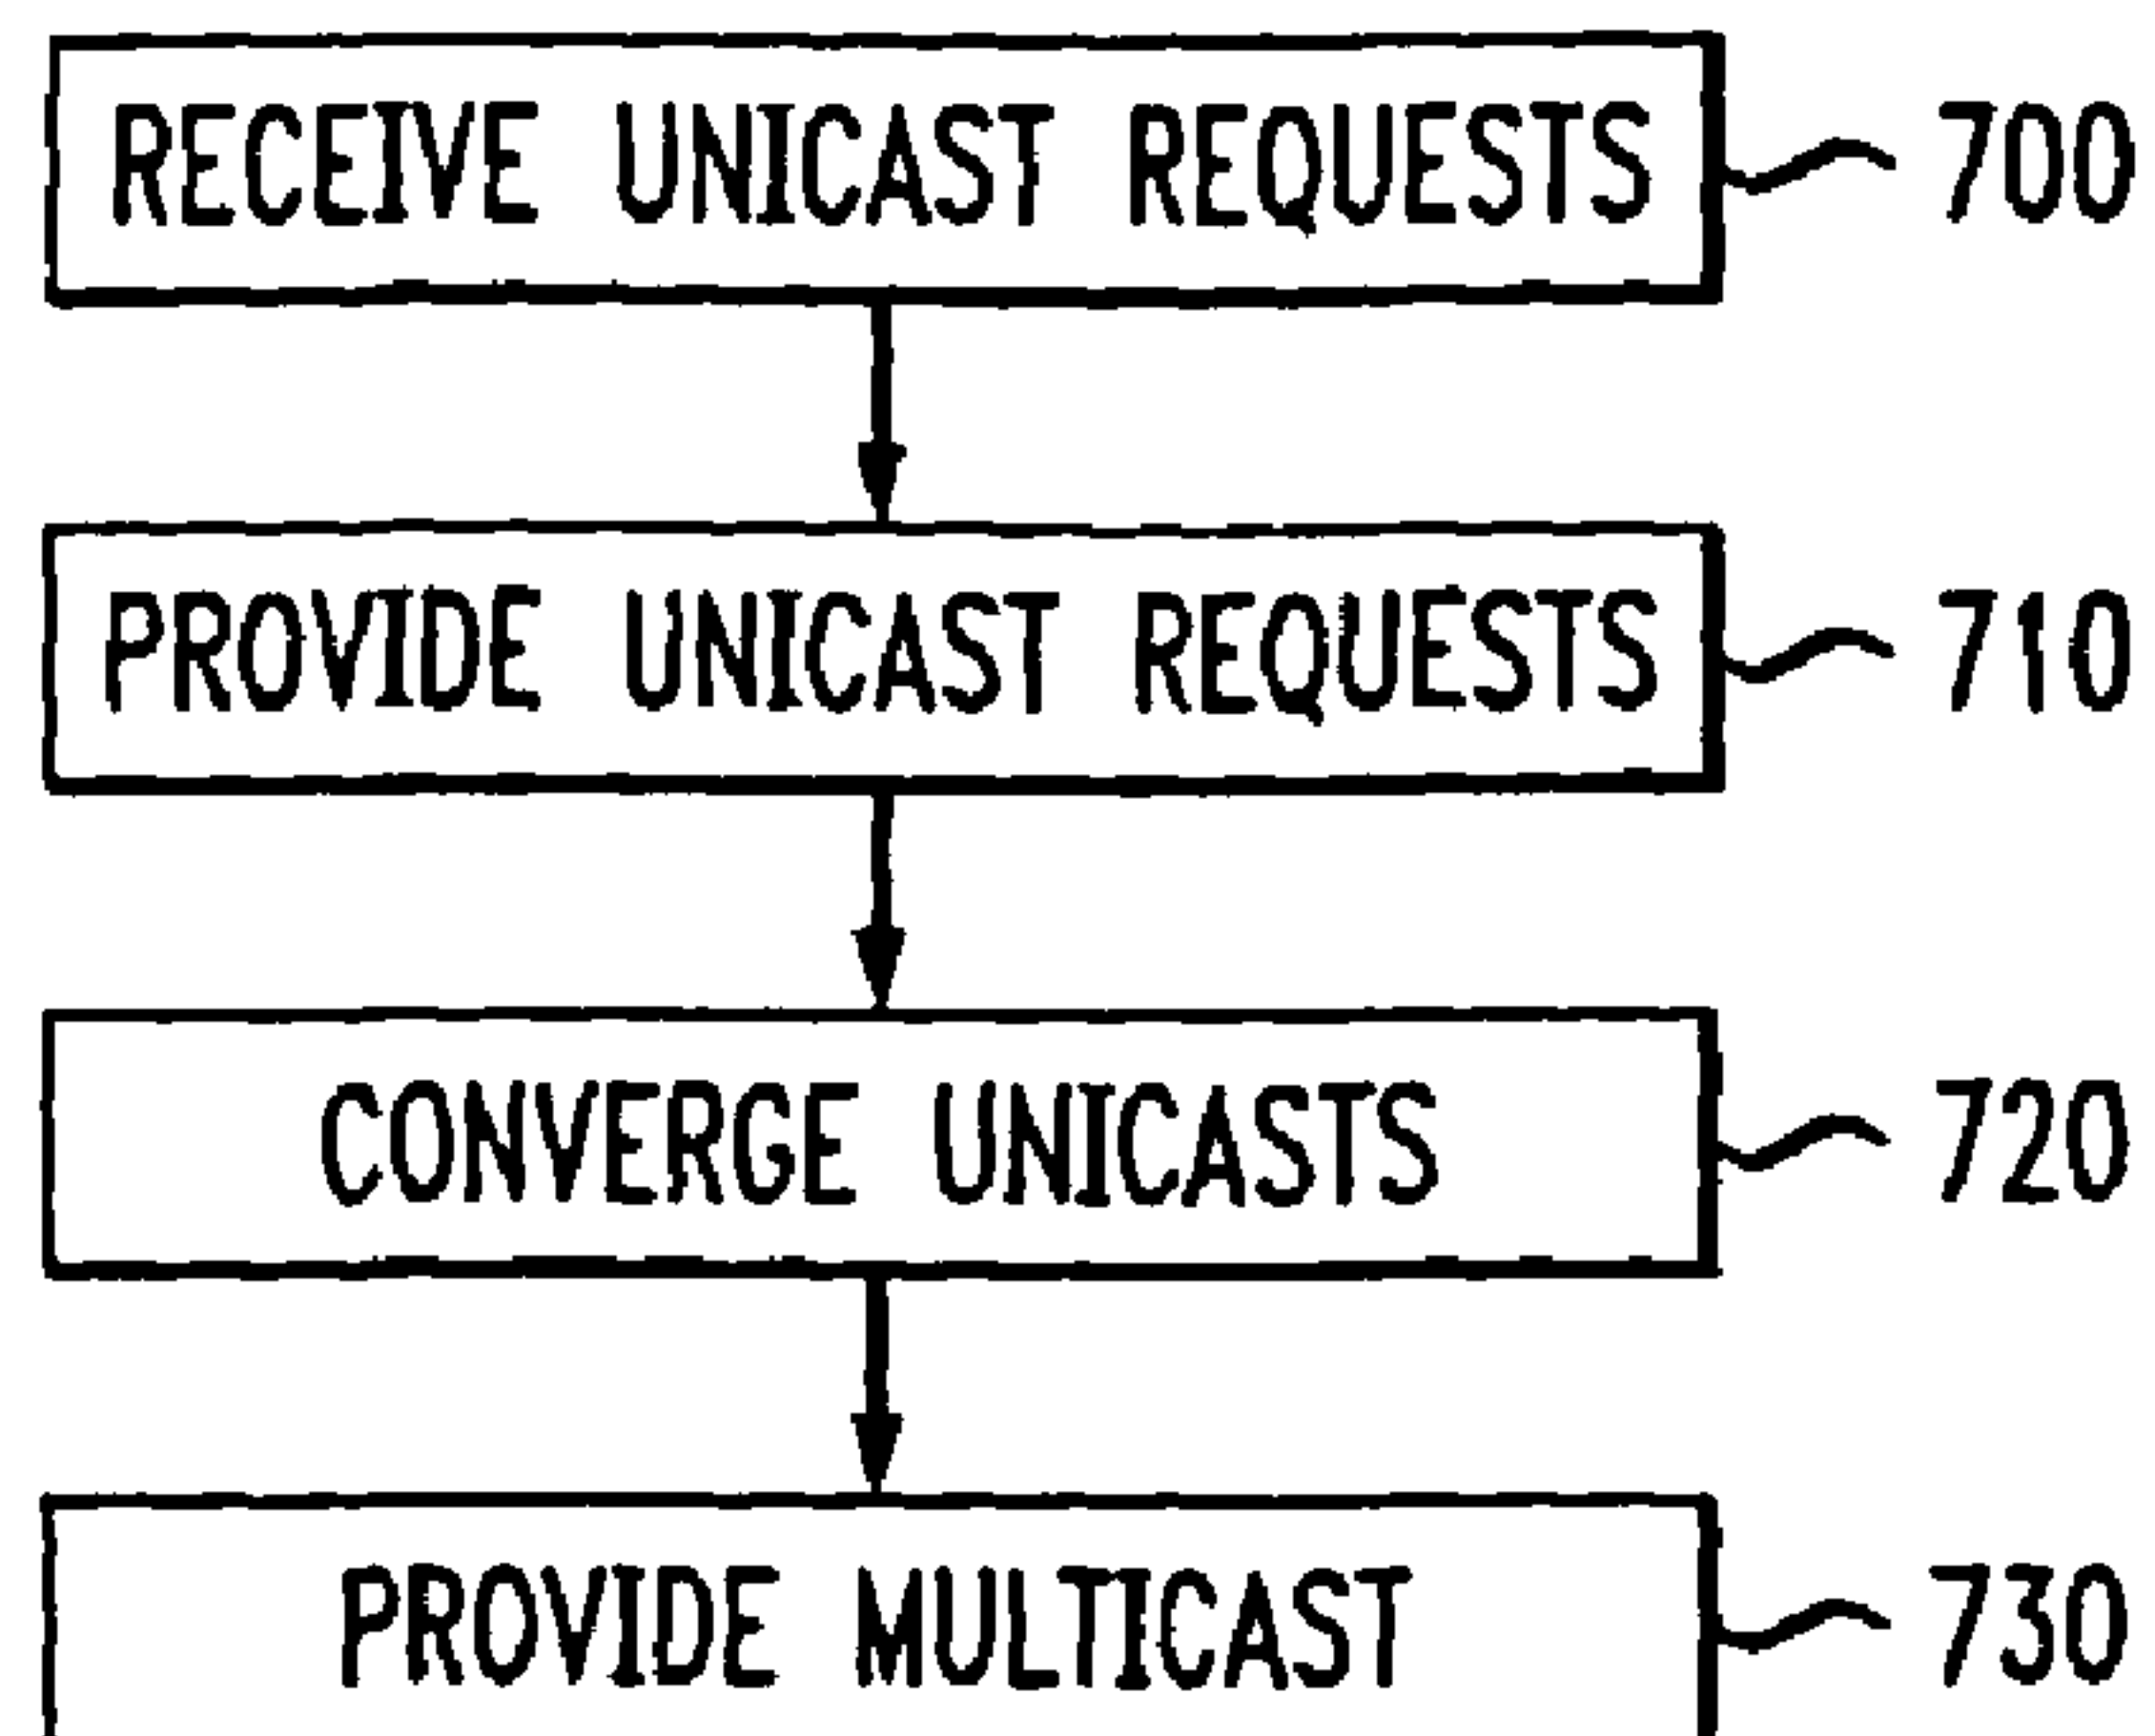 RECEIVE UNICAST REQUESTS 700
PROVIDE UNICAST REQUESTS 710
CONVERGE UNICASTS 720
PROVIDE MULTICAST 730